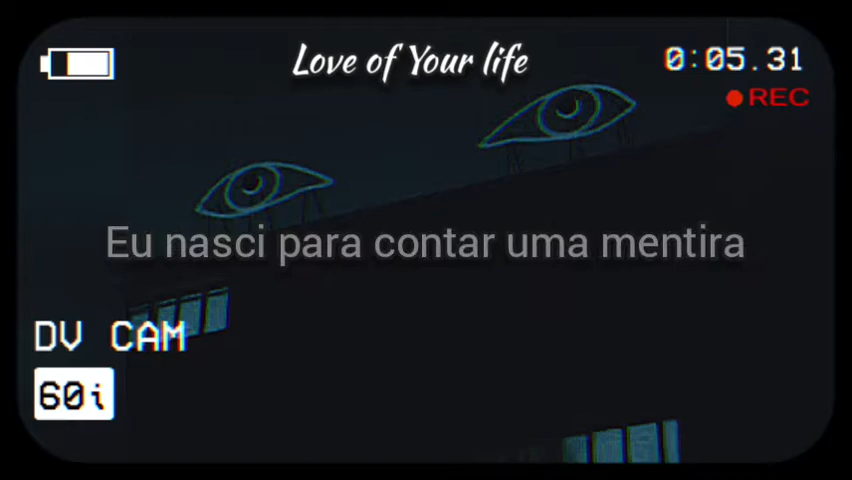 Love of Your life
0:05.31
REC
Eu nasci para contar uma mentira
DV CAM
60i